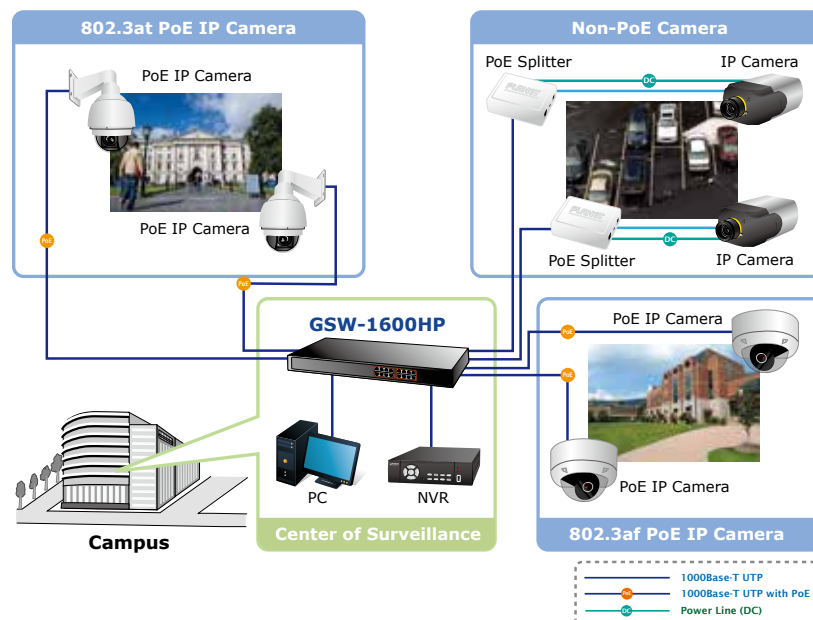 802.3at PoE IP Camera
PoE IP Camera
PoE IP Camera
PoE
PoE
Non-PoE Camera
PoE Splitter
IP Camera
DC
PLANET
PLANET
DC
PoE Splitter
IP Camera
GSW-1600HP
PC
NVR
Center of Surveillance
Campus
PoE IP Camera
PoE
PoE
PoE IP Camera
802.3af PoE IP Camera
1000Base-T UTP
PoE
1000Base-T UTP with PoE
DC
Power Line (DC)